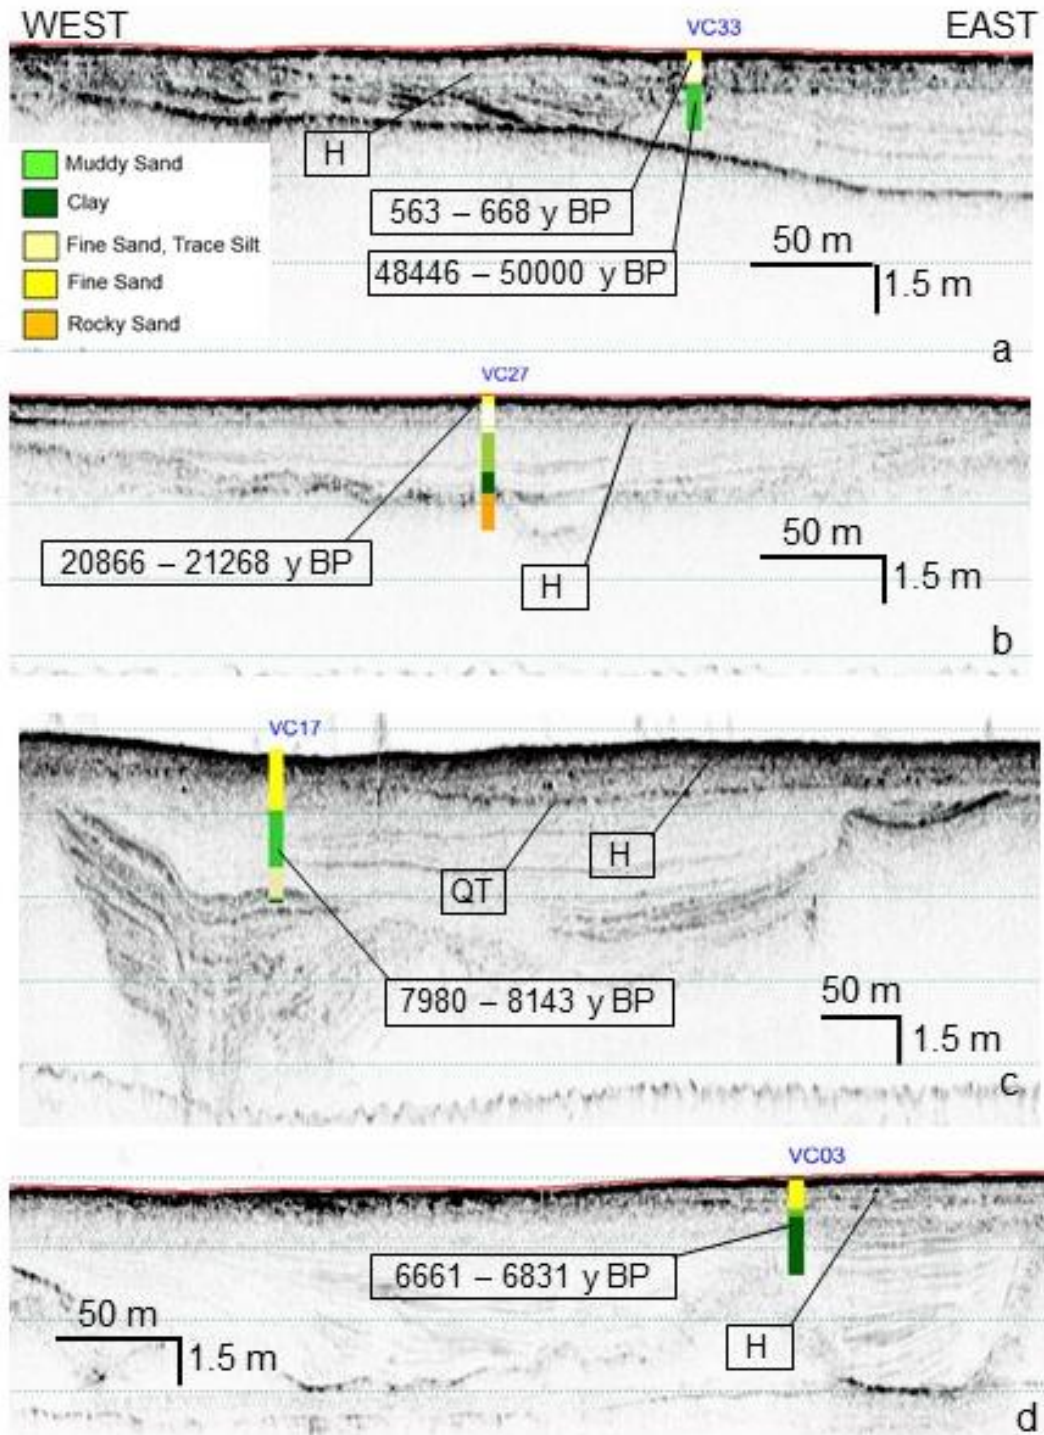 WEST
VC33
EAST
H
Muddy Sand
Clay
Fine Sand, Trace Silt
Fine Sand
Rocky Sand
563 – 668 y BP
48446 – 50000 y BP
50 m
1.5 m
a
VC27
50 m
20866 – 21268 y BP
H
1.5 m
b
VC17
H
QT
7980 – 8143 y BP
50 m
1.5 m
c
VC03
6661 – 6831 y BP
50 m
H
1.5 m
d